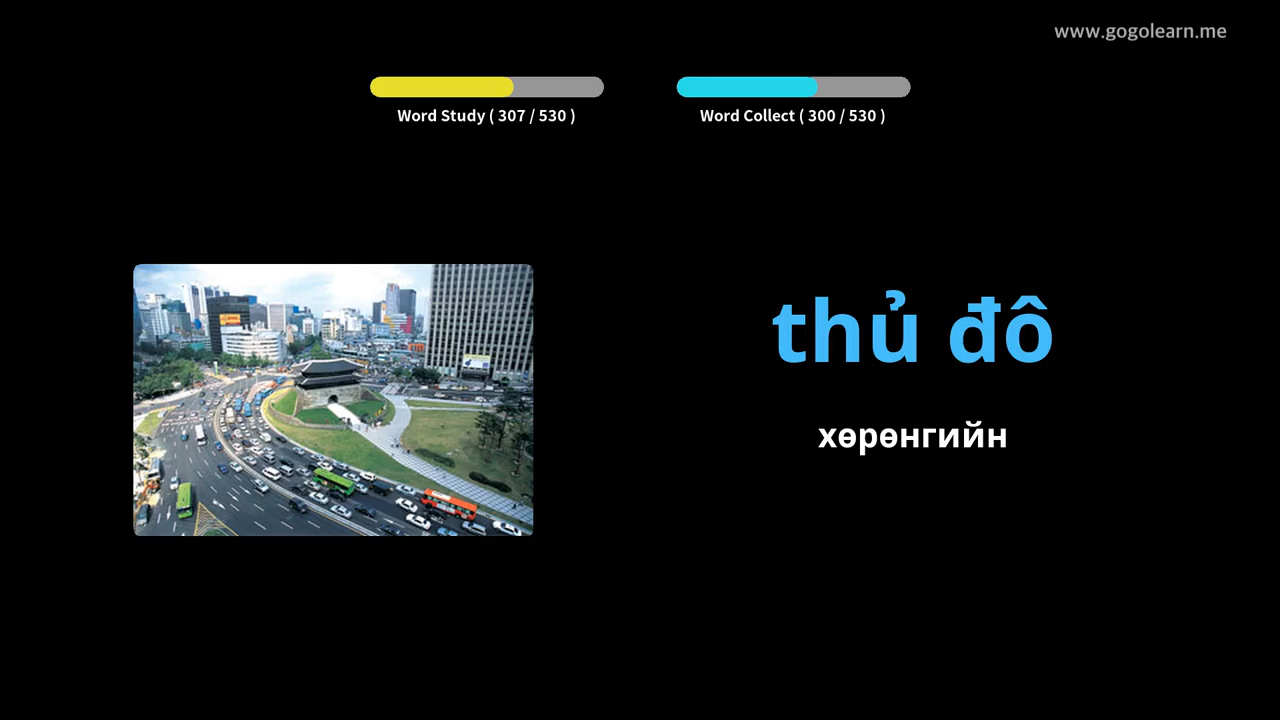 www.gogolearn.me
Word Study ( 307 / 530 )
Word Collect ( 300 / 530 )
thủ đô
хөрөнгийн